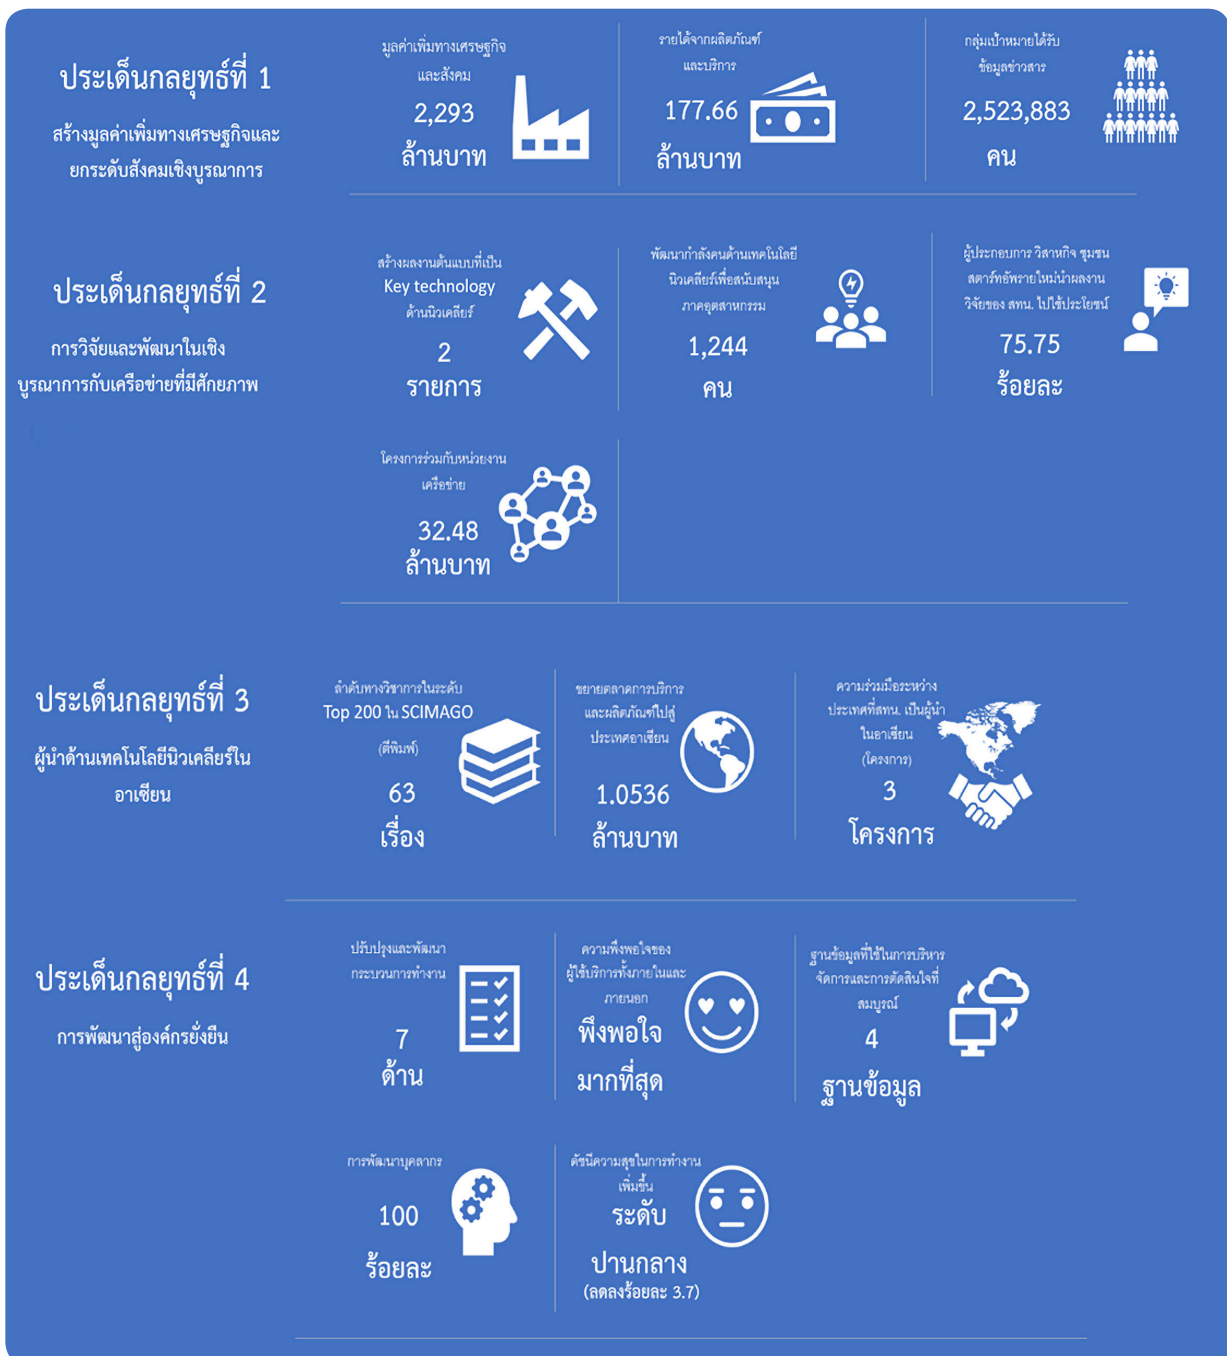 ประเด็นกลยุทธ์ที่ 1
สร้างมูลค่าเพิ่มทางเศรษฐกิจและ
ยกระดับสังคมเชิงบูรณาการ
มูลค่าเพิ่มทางเศรษฐกิจ
และสังคม
2,293
ล้านบาท
รายได้จากผลิตภัณฑ์
และบริการ
177.66
ล้านบาท
กลุ่มเป้าหมายได้รับ
ข้อมูลข่าวสาร
2,523,883
คน
ประเด็นกลยุทธ์ที่ 2
การวิจัยและพัฒนาในเชิง
บูรณาการกับเครือข่ายที่มีศักยภาพ
สร้างผลงานต้นแบบที่เป็น
Key technology
ด้านนิวเคลียร์
2
รายการ
พัฒนากำลังคนด้านเทคโนโลยี
นิวเคลียร์เพื่อสนับสนุน
ภาคอุตสาหกรรม
1,244
คน
ผู้ประกอบการ วิสาหกิจ ชุมชน
สตาร์ทอัพรายใหม่นำผลงาน
วิจัยของ สทน. ไปใช้ประโยชน์
75.75
ร้อยละ
โครงการร่วมกับหน่วยงาน
เครือข่าย
32.48
ล้านบาท
ประเด็นกลยุทธ์ที่ 3
ผู้นำด้านเทคโนโลยีนิวเคลียร์ใน
อาเซียน
ลำดับทางวิชาการในระดับ
Top 200 ใน SCIMAGO
(ตีพิมพ์)
63
เรื่อง
ขยายตลาดการบริการ
และผลิตภัณฑ์ไปสู่
ประเทศอาเซียน
1.0536
ล้านบาท
ความร่วมมือระหว่าง
ประเทศที่สทน. เป็นผู้นำ
ในอาเซียน
(โครงการ)
3
โครงการ
ประเด็นกลยุทธ์ที่ 4
การพัฒนาสู่องค์กรยั่งยืน
ปรับปรุงและพัฒนา
กระบวนการทำงาน
7
ด้าน
ความพึงพอใจของ
ผู้ใช้บริการทั้งภายในและ
ภายนอก
พึงพอใจ
มากที่สุด
ฐานข้อมูลที่ใช้ในการบริหาร
จัดการและการตัดสินใจที่
สมบูรณ์
4
ฐานข้อมูล
การพัฒนาบุคลากร
100
ร้อยละ
ดัชนีความสุขในการทำงาน
เพิ่มขึ้น
ระดับ
ปานกลาง
(ลดลงร้อยละ 3.7)